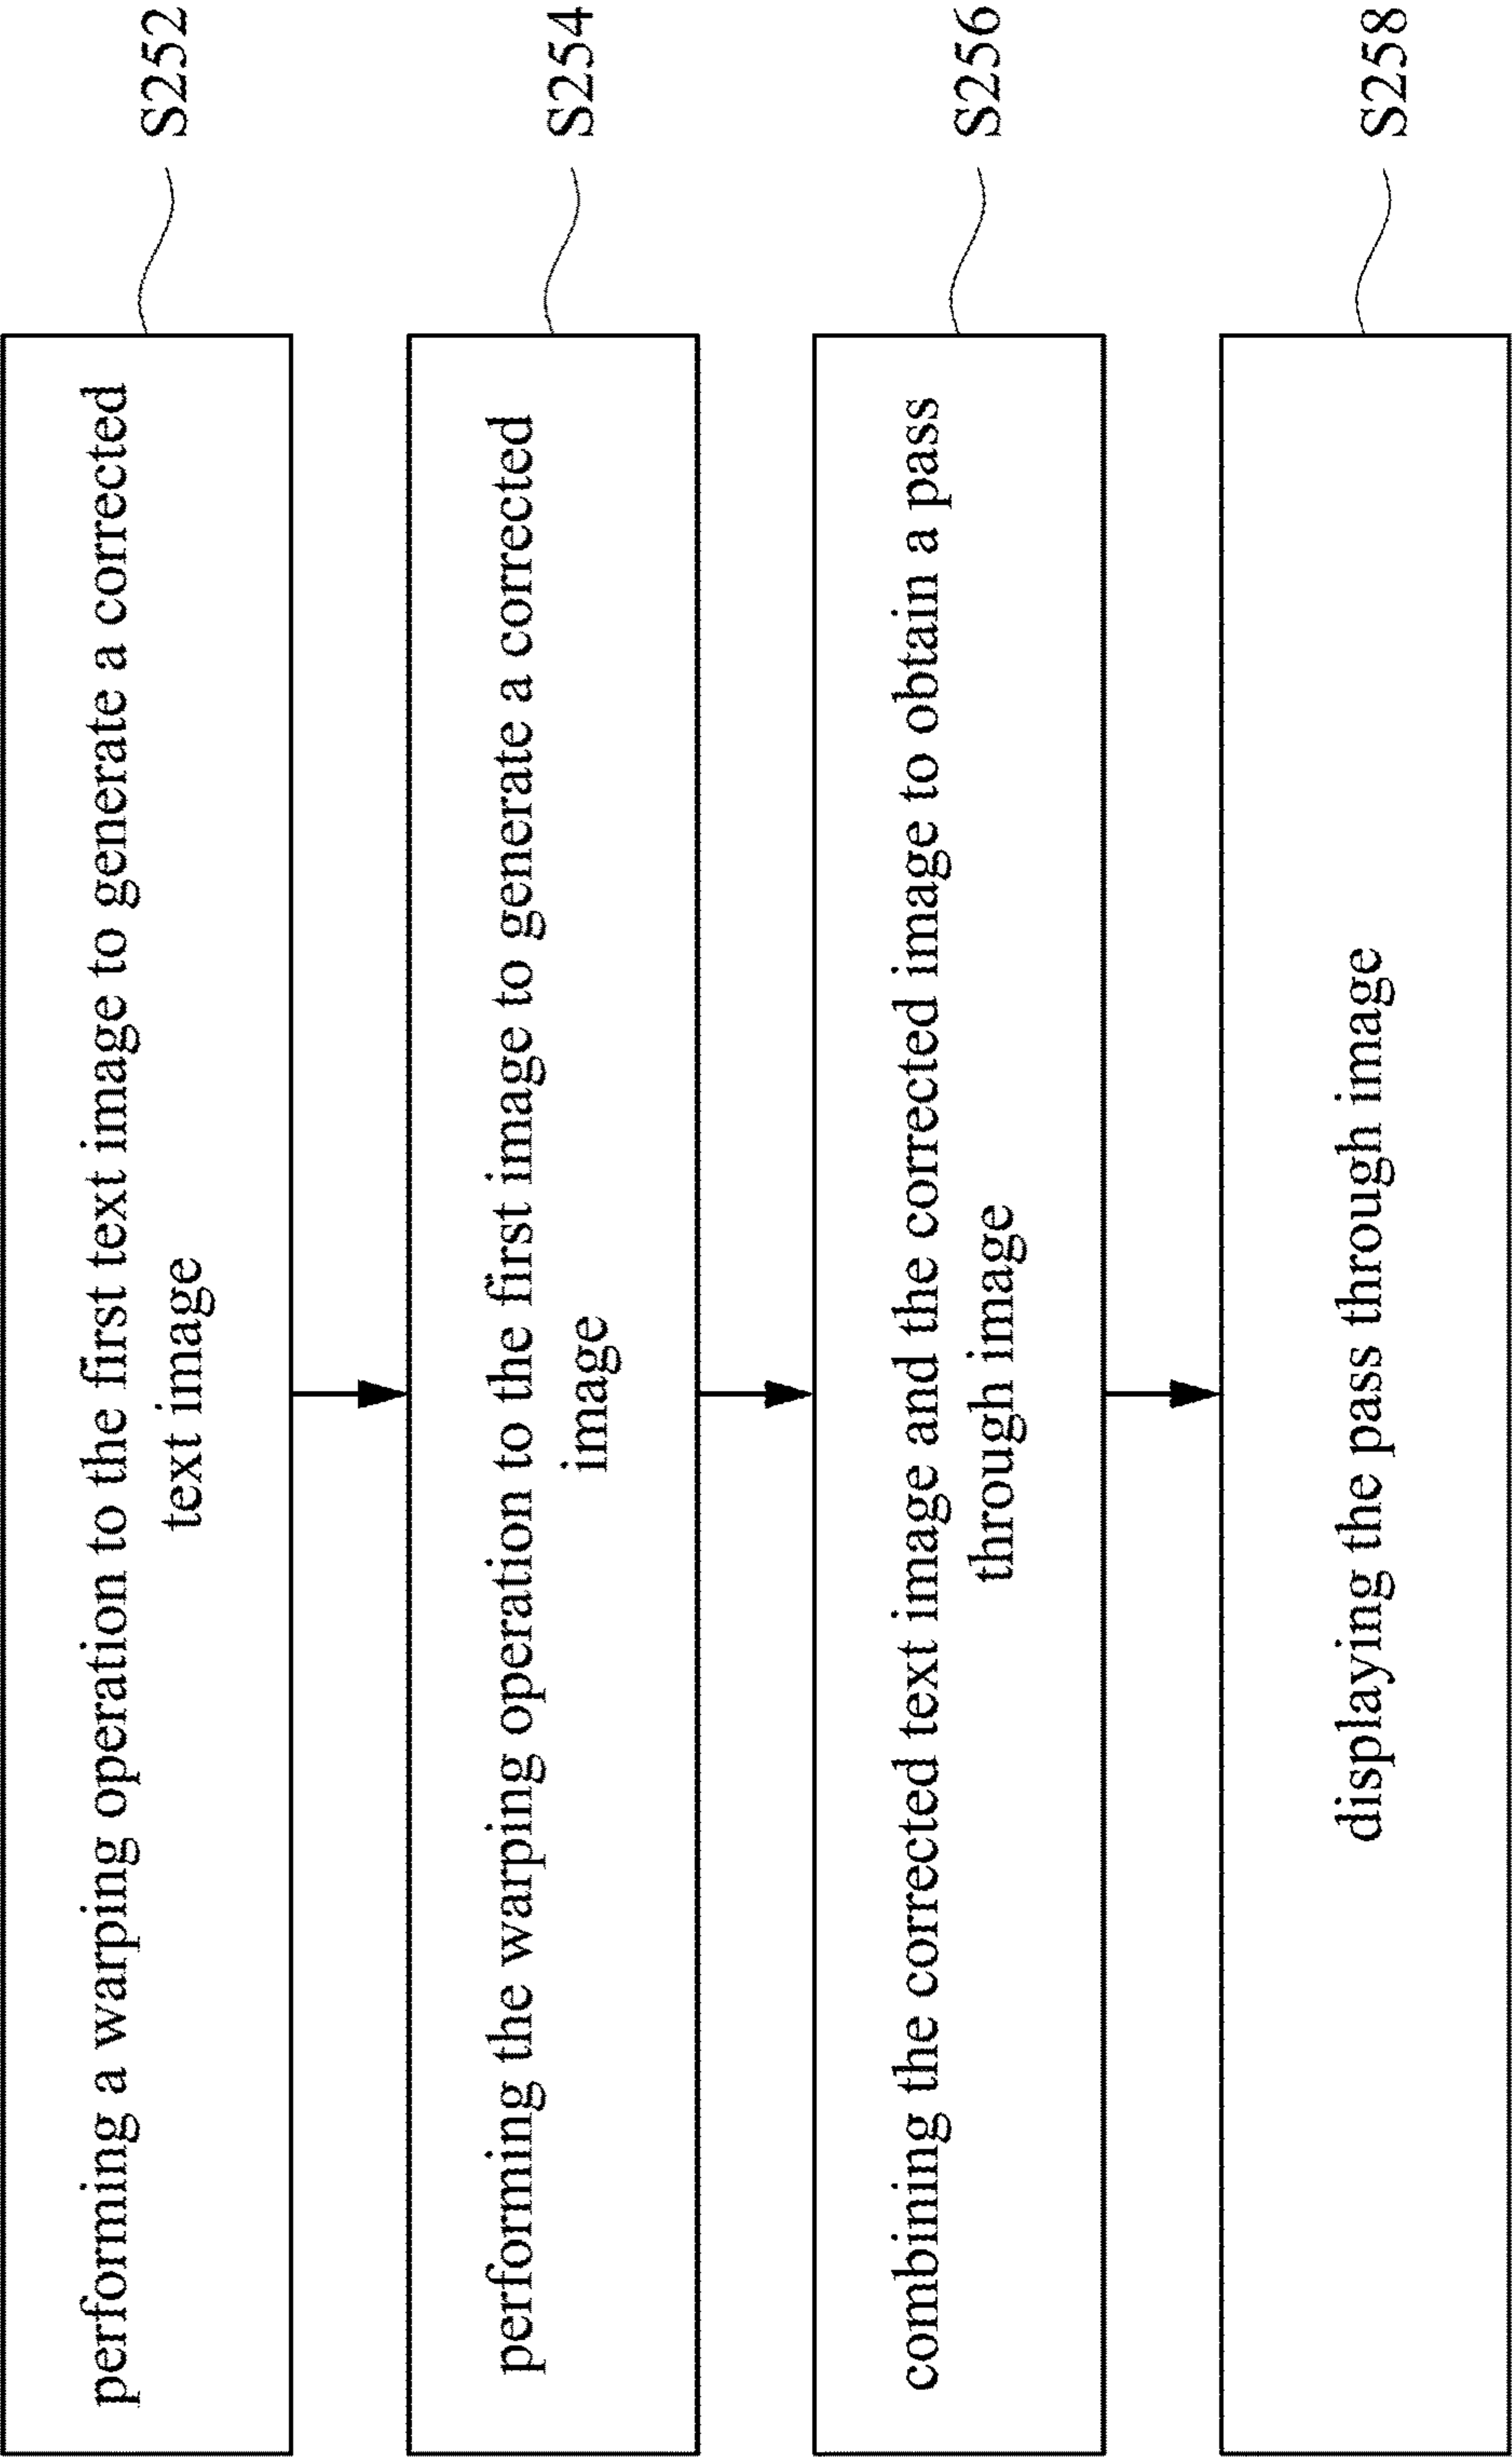 performing a warping operation to the first text image to generate a corrected
text image
S252
performing the warping operation to the first image to generate a corrected
image
S254
combining the corrected text image and the corrected image to obtain a pass
through image
S256
displaying the pass through image
S258